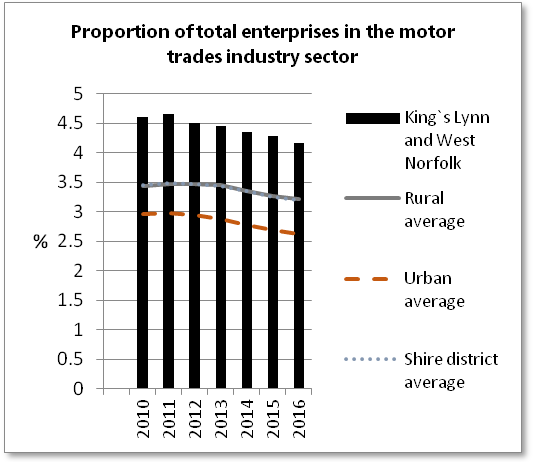 Proportion of total enterprises in the motor
trades industry sector
5
4.5
4
3.5
3
2.5
2
1.5
1
0.5
0
%
2010
2011
2012
2013
2014
2015
2016
King`s Lynn
and West
Norfolk
Rural
average
Urban
average
Shire district
average